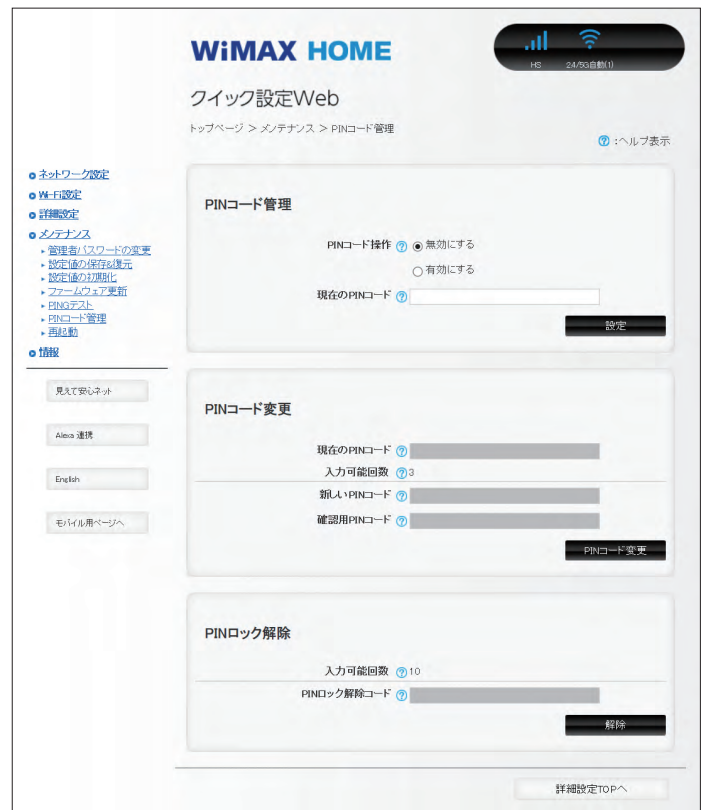 WiMAX HOME
HS 2.4/5G自動(1)
クイック設定Web
トップページ > メンテナンス > PINコード管理
?:ヘルプ表示
ネットワーク設定
Wi-Fi設定
詳細設定
メンテナンス
管理者パスワードの変更
設定値の保存&復元
設定値の初期化
ファームウェア更新
PINGテスト
PINコード管理
再起動
情報
見えて安心ネット
Alexa 連携
English
モバイル用ページへ
PINコード管理
PINコード操作 ? 無効にする
有効にする
現在のPINコード ?
設定
PINコード変更
現在のPINコード ?
入力可能回数 ?3
新しいPINコード ?
確認用PINコード ?
PINコード変更
PINロック解除
入力可能回数 ?10
PINロック解除コード ?
解除
詳細設定TOPへ